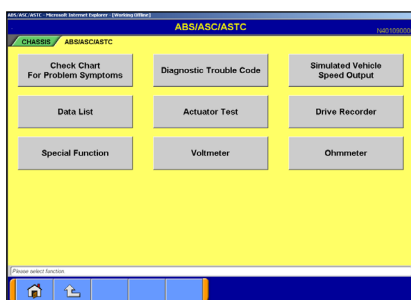 ABS/ASC/ASTC - Microsoft Internet Explorer - [Working Offline]
ABS/ASC/ASTC
N40109000
CHASSIS ABS/ASC/ASTC
Check Chart
For Problem Symptoms
Diagnostic Trouble Code
Simulated Vehicle
Speed Output
Data List
Actuator Test
Drive Recorder
Special Function
Voltmeter
Ohmmeter
Please select function.